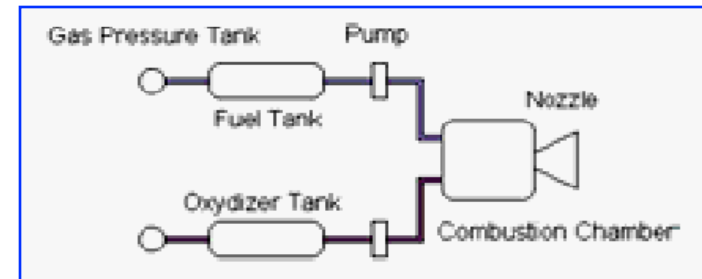 Gas Pressure Tank
Pump
Fuel Tank
Nozzle
Oxydizer Tank
Combustion Chamber